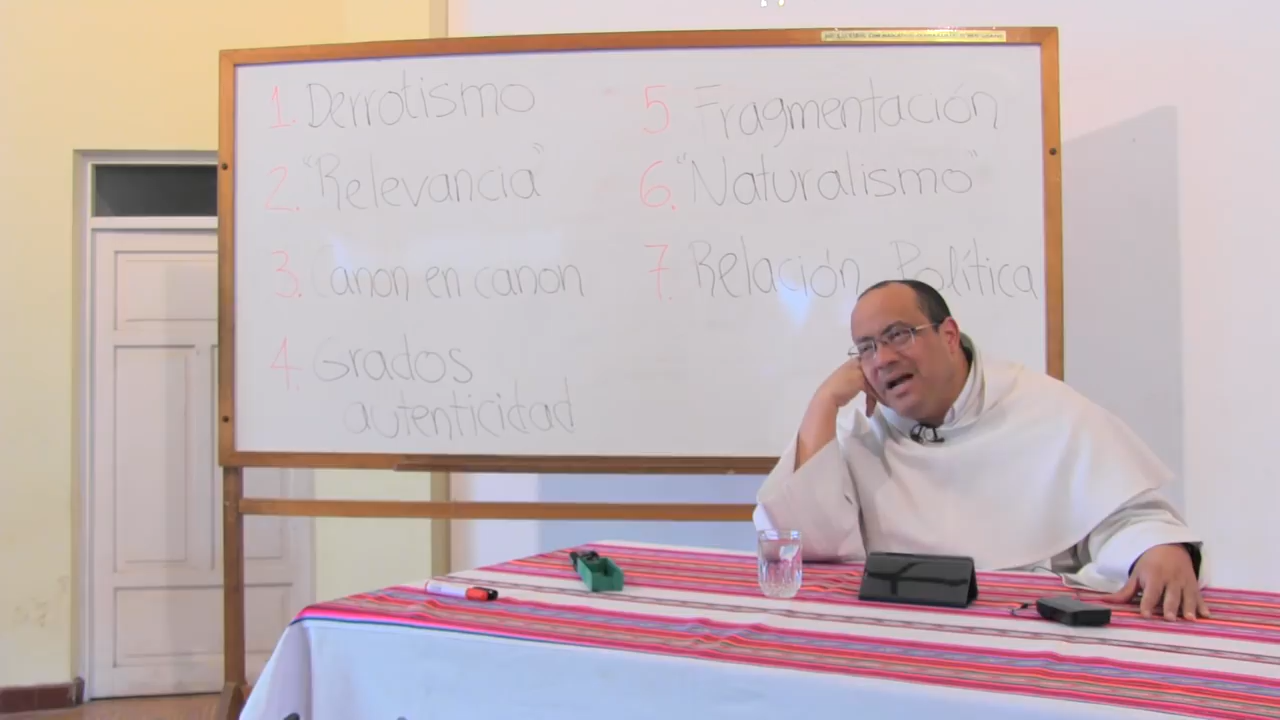 1. Derrotismo
2. "Relevancia"
3. Canon en canon
4. Grados
autenticidad
5 Fragmentación
6. "Naturalismo"
7. Relación Política